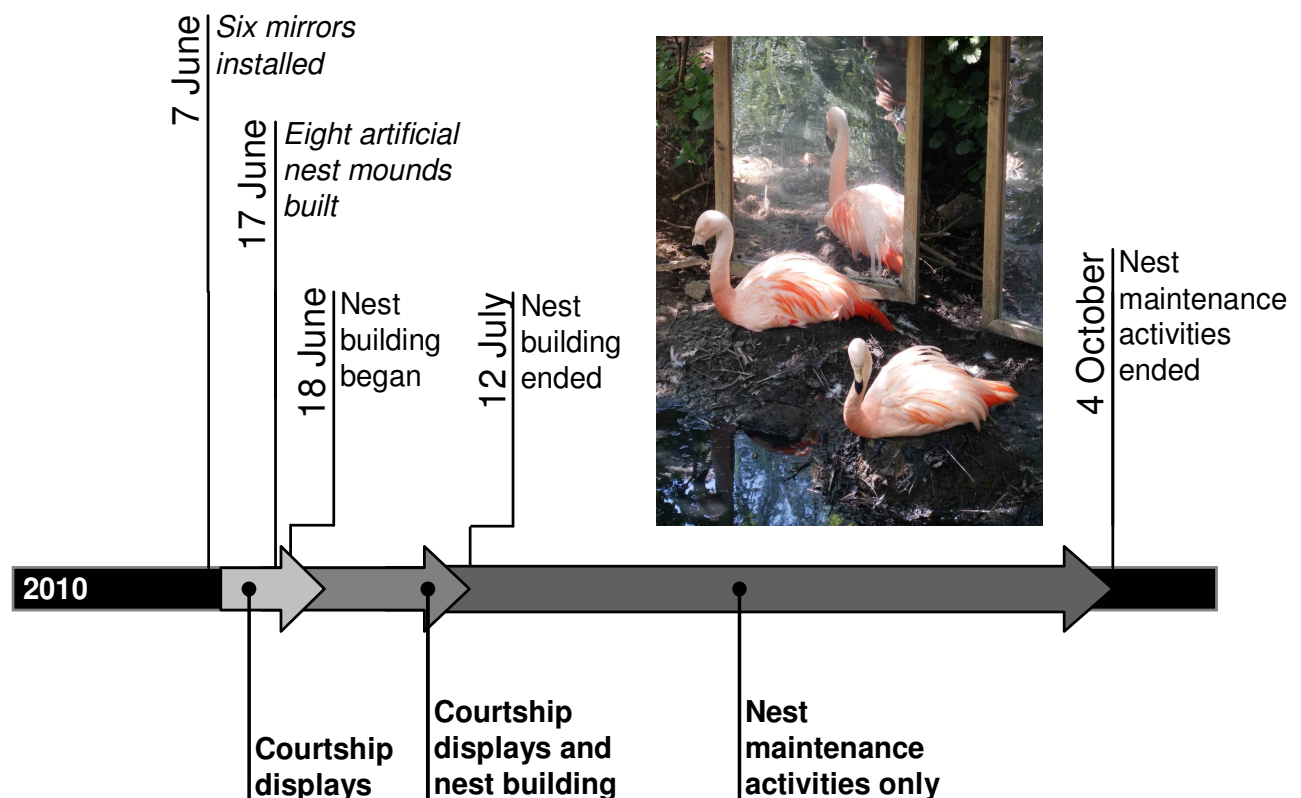 7 June
Six mirrors
installed
17 June
Eight artificial
nest mounds
built
18 June
Nest
building
began
12 July
Nest
building
ended
4 October
Nest
maintenance
activities
ended
2010
Courtship
displays
Courtship
displays and
nest building
Nest
maintenance
activities only